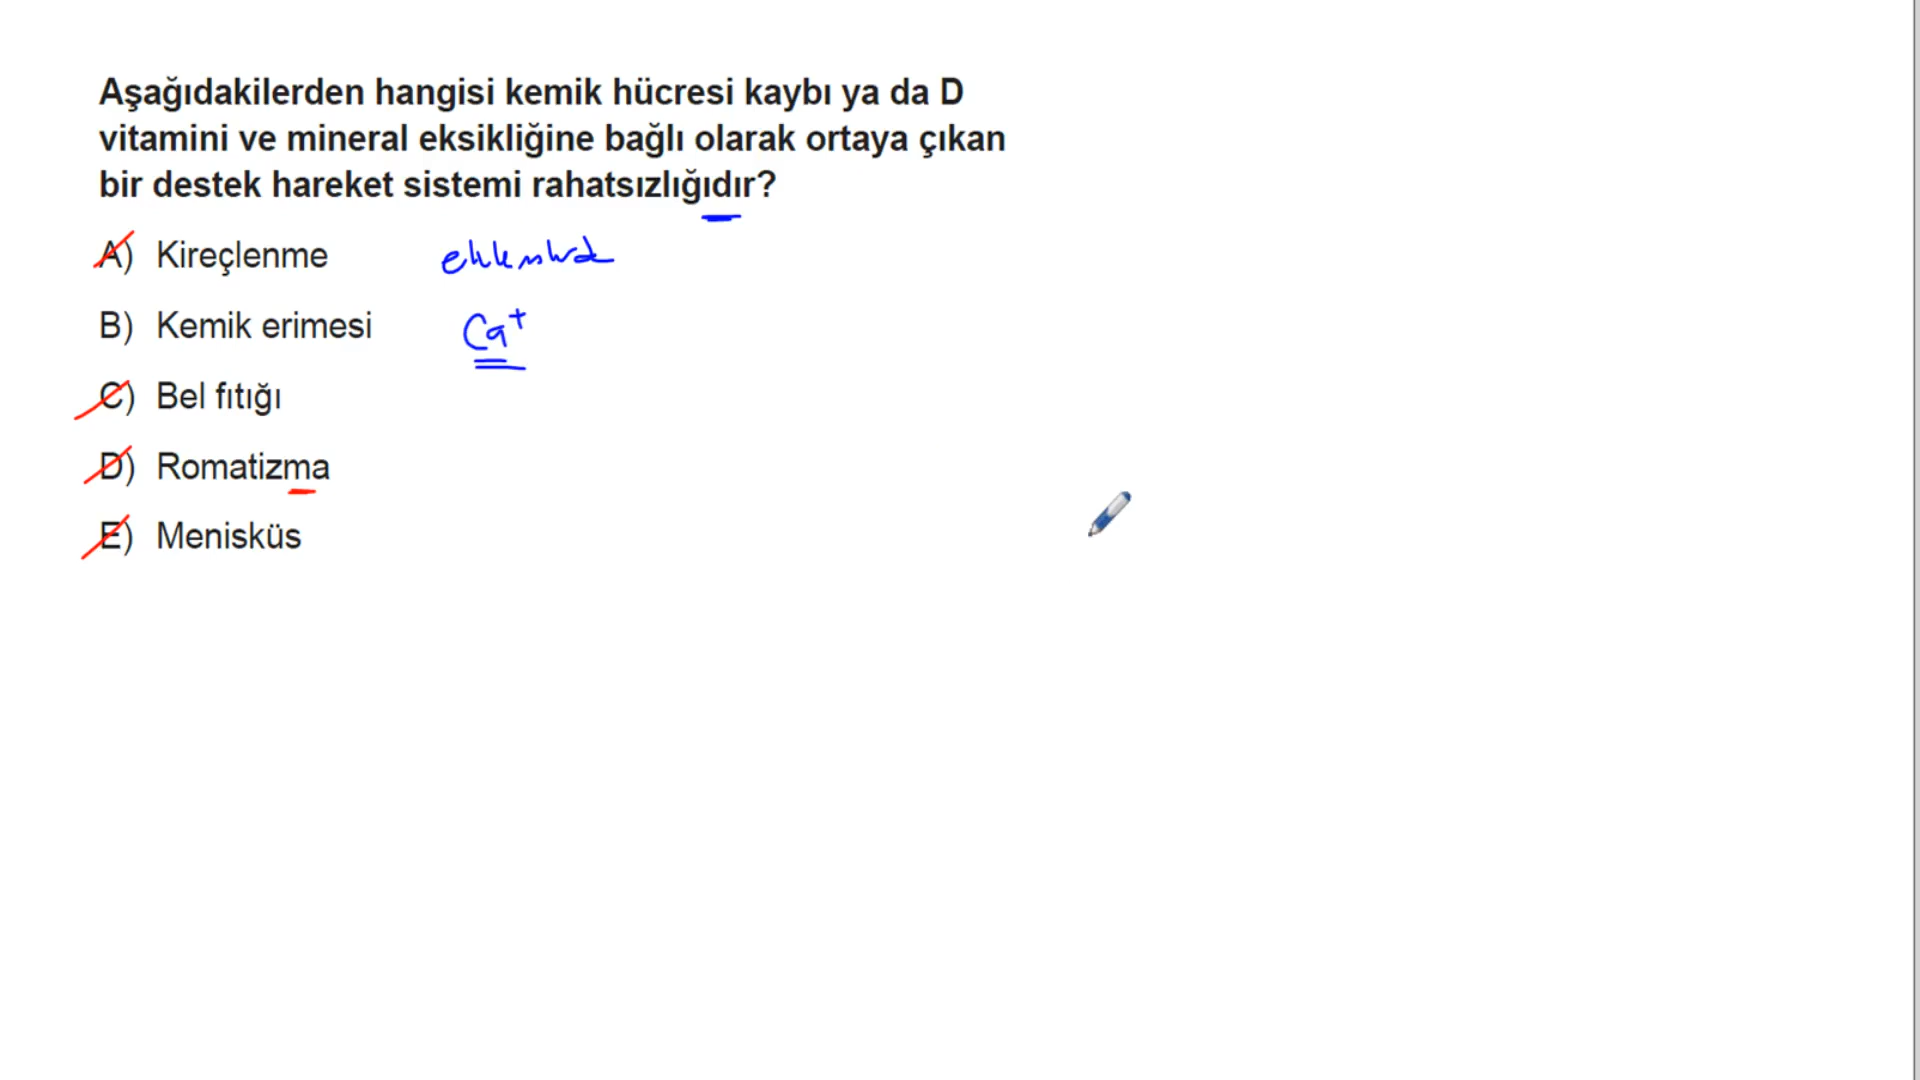 Aşağıdakilerden hangisi kemik hücresi kaybı ya da D
vitamini ve mineral eksikliğine bağlı olarak ortaya çıkan
bir destek hareket sistemi rahatsızlığıdır?
A) Kireçlenme
B) Kemik erimesi Ca⁺
C) Bel fıtığı
D) Romatizma
E) Menisküs